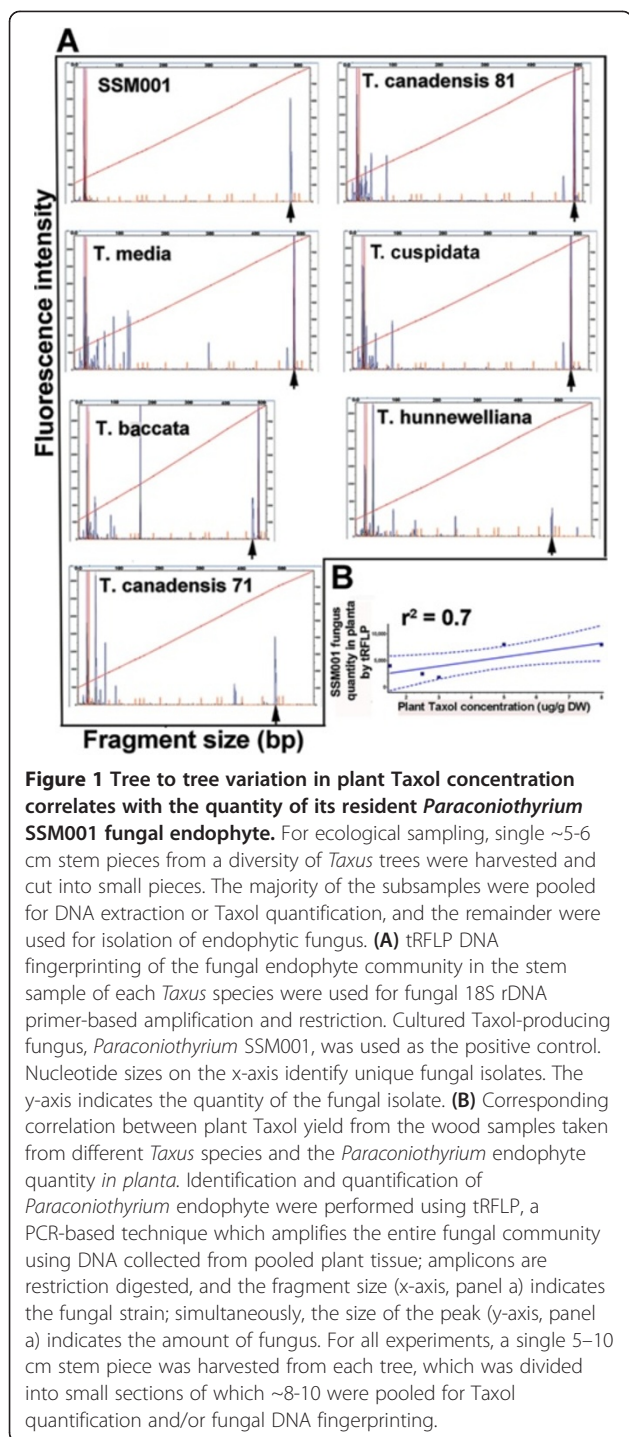 A
SSM001
T. canadensis 81
T. media
T. cuspidata
T. baccata
T. hunnewelliana
T. canadensis 71
Fluorescence intensity
Fragment size (bp)
B
r² = 0.7
SSM001 fungus
quantity in planta
by tRFLP
Plant Taxol concentration (ug/g DW)
Figure 1 Tree to tree variation in plant Taxol concentration
correlates with the quantity of its resident Paraconiothyrium
SSM001 fungal endophyte. For ecological sampling, single ~5-6
cm stem pieces from a diversity of Taxus trees were harvested and
cut into small pieces. The majority of the subsamples were pooled
for DNA extraction or Taxol quantification, and the remainder were
used for isolation of endophytic fungus. (A) tRFLP DNA
fingerprinting of the fungal endophyte community in the stem
sample of each Taxus species were used for fungal 18S rDNA
primer-based amplification and restriction. Cultured Taxol-producing
fungus, Paraconiothyrium SSM001, was used as the positive control.
Nucleotide sizes on the x-axis identify unique fungal isolates. The
y-axis indicates the quantity of the fungal isolate. (B) Corresponding
correlation between plant Taxol yield from the wood samples taken
from different Taxus species and the Paraconiothyrium endophyte
quantity in planta. Identification and quantification of
Paraconiothyrium endophyte were performed using tRFLP, a
PCR-based technique which amplifies the entire fungal community
using DNA collected from pooled plant tissue; amplicons are
restriction digested, and the fragment size (x-axis, panel a) indicates
the fungal strain; simultaneously, the size of the peak (y-axis, panel
a) indicates the amount of fungus. For all experiments, a single 5–10
cm stem piece was harvested from each tree, which was divided
into small sections of which ~8-10 were pooled for Taxol
quantification and/or fungal DNA fingerprinting.